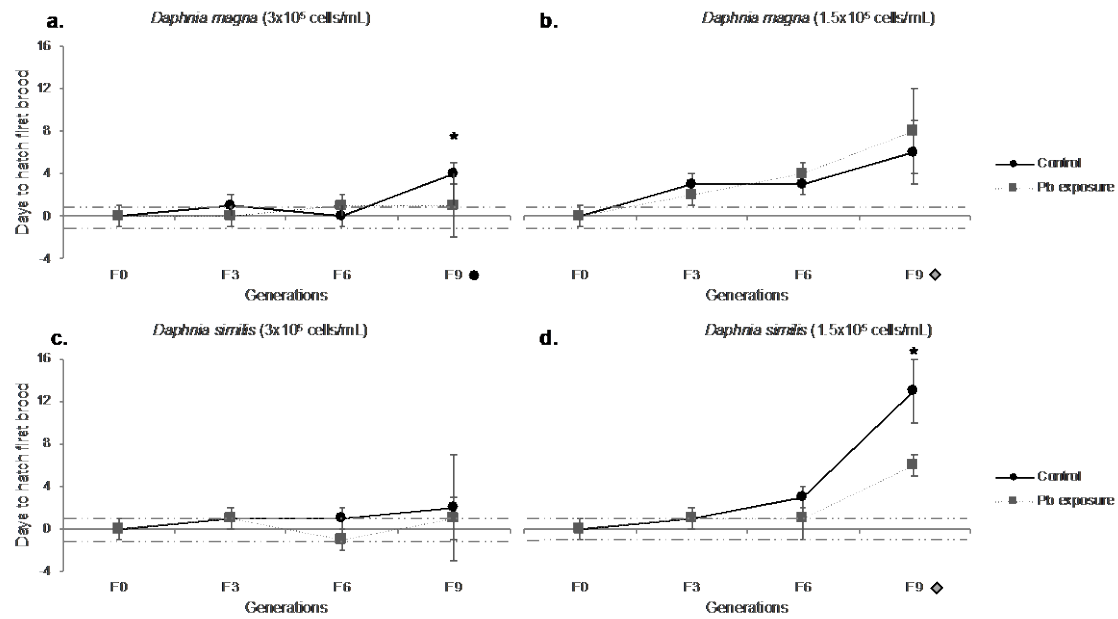 a. Daphnia magna (3x10⁵ cells/mL)
b. Daphnia magna (1.5x10⁵ cells/mL)
Days to hatch first brood
16
12
8
4
0
-4
*
*
Control
Pb exposure
F0 F3 F6 F9
Generations
F0 F3 F6 F9
Generations
c. Daphnia similis (3x10⁵ cells/mL)
d. Daphnia similis (1.5x10⁵ cells/mL)
Days to hatch first brood
16
12
8
4
0
-4
Control
Pb exposure
F0 F3 F6 F9
Generations
F0 F3 F6 F9
Generations